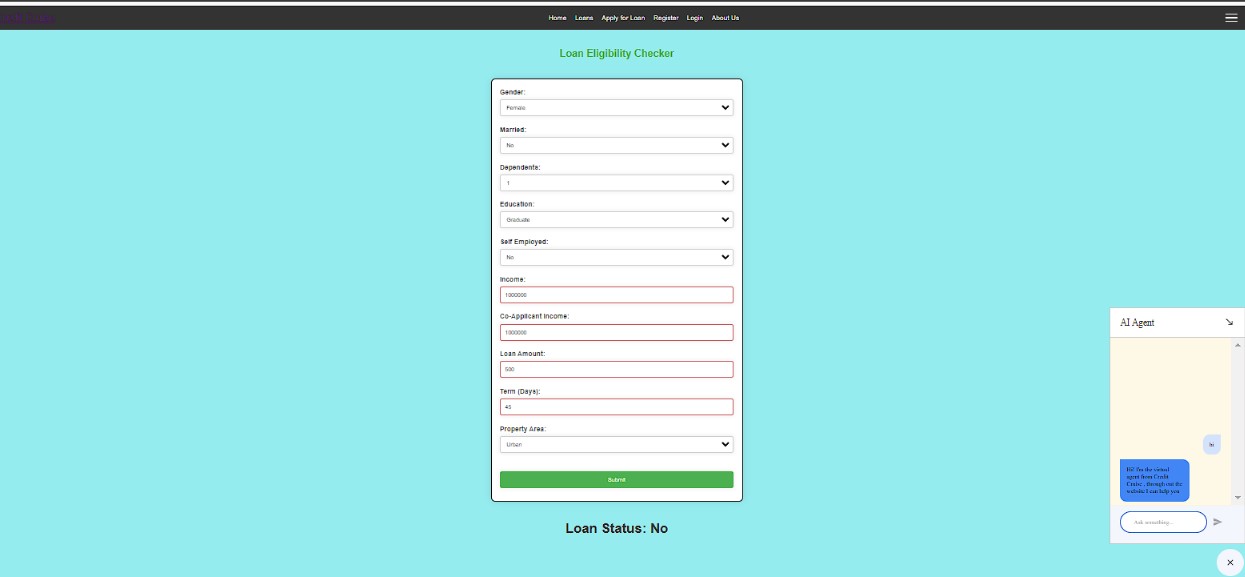 Home Loans Apply for Loan Register Login About Us
Loan Eligibility Checker
Gender:
Female
Married:
No
Dependents:
1
Education:
Graduate
Self Employed:
No
Income:
1000000
Co-Applicant Income:
1000000
Loan Amount:
500
Term (Days):
45
Property Area:
Urban
Submit
Loan Status: No
AI Agent
hi
Hi! I'm the virtual
agent from Credit
Cruise , through out the
website I can help you
Ask something...